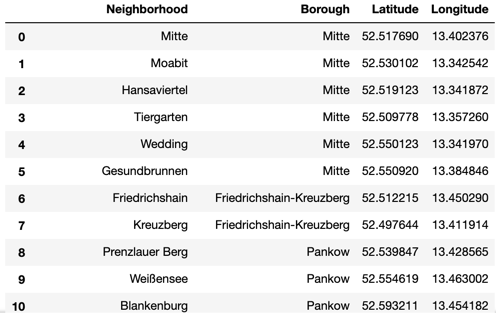 Neighborhood Borough Latitude Longitude
0 Mitte Mitte 52.517690 13.402376
1 Moabit Mitte 52.530102 13.342542
2 Hansaviertel Mitte 52.519123 13.341872
3 Tiergarten Mitte 52.509778 13.357260
4 Wedding Mitte 52.550123 13.341970
5 Gesundbrunnen Mitte 52.550920 13.384846
6 Friedrichshain Friedrichshain-Kreuzberg 52.512215 13.450290
7 Kreuzberg Friedrichshain-Kreuzberg 52.497644 13.411914
8 Prenzlauer Berg Pankow 52.539847 13.428565
9 Weißensee Pankow 52.554619 13.463002
10 Blankenburg Pankow 52.593211 13.454182